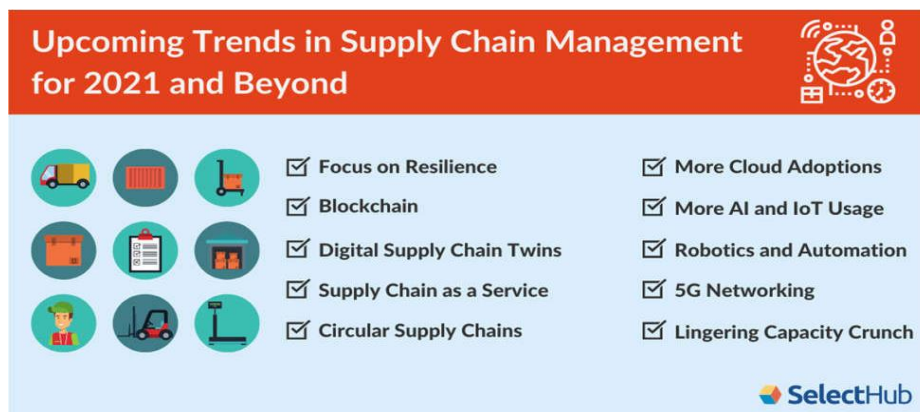 Upcoming Trends in Supply Chain Management
for 2021 and Beyond
Focus on Resilience
Blockchain
Digital Supply Chain Twins
Supply Chain as a Service
Circular Supply Chains
More Cloud Adoptions
More AI and IoT Usage
Robotics and Automation
5G Networking
Lingering Capacity Crunch
SelectHub